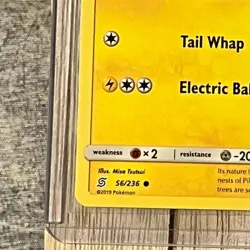 Tail Whap
Electric Bal
weakness × 2 resistance -20
Illus. Misa Tsutsui
56/236
©2019 Pokémon
Its nature
nests of Pi
trees are s